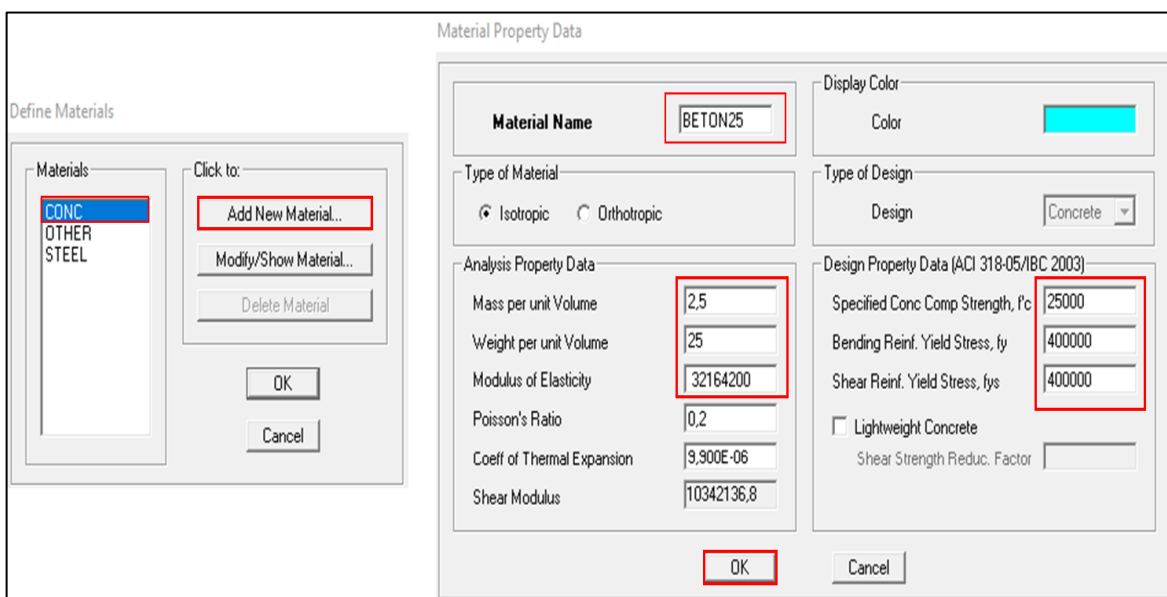 Define Materials
Materials
CONC
OTHER
STEEL
Click to:
Add New Material...
Modify/Show Material...
Delete Material
OK
Cancel
Material Property Data
Material Name BETON25
Display Color
Color
Type of Material
Isotropic Orthotropic
Type of Design
Design Concrete
Analysis Property Data
Mass per unit Volume 2,5
Weight per unit Volume 25
Modulus of Elasticity 32164200
Poisson's Ratio 0,2
Coeff of Thermal Expansion 9,900E-06
Shear Modulus 10342136,8
Design Property Data (ACI 318-05/IBC 2003)
Specified Conc Comp Strength, f'c 25000
Bending Reinf. Yield Stress, fy 400000
Shear Reinf. Yield Stress, fys 400000
Lightweight Concrete
Shear Strength Reduc. Factor
OK
Cancel